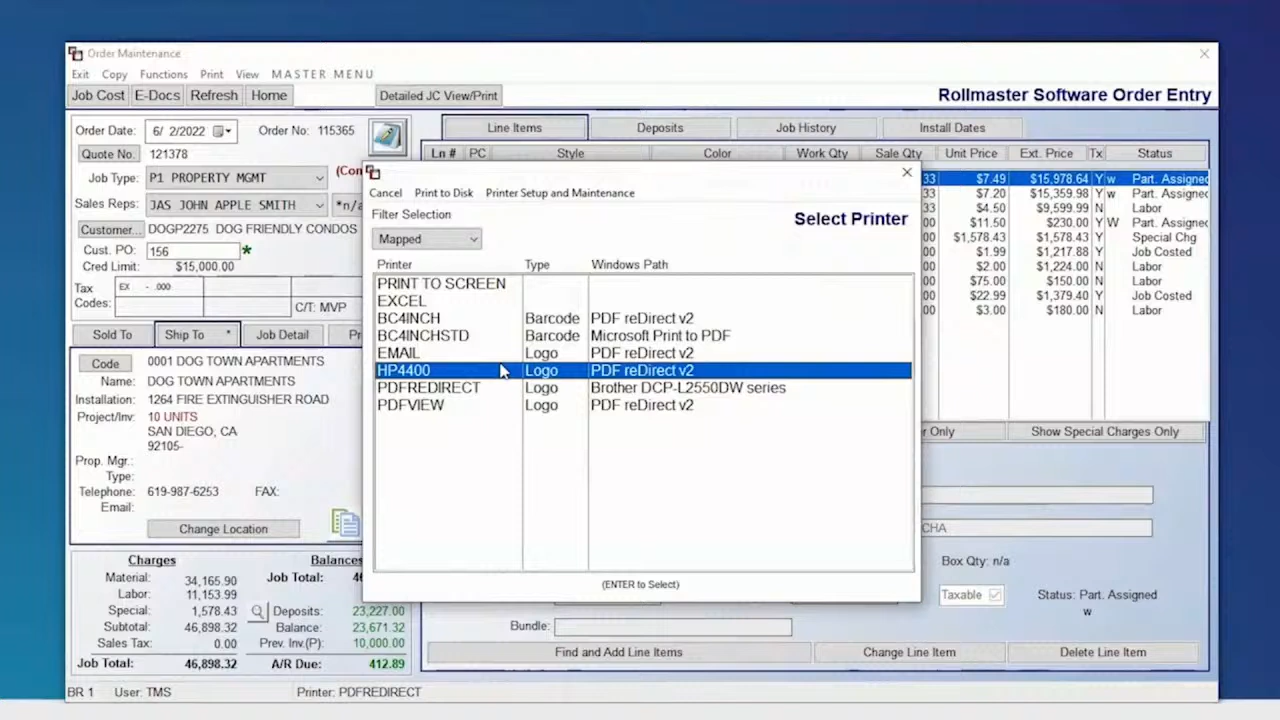 Order Maintenance
Exit Copy Functions Print View MASTER MENU
Job Cost E-Docs Refresh Home Detailed JC View/Print
Rollmaster Software Order Entry
Order Date: 6/ 2/2022 Order No: 115365
Quote No. 121378
Job Type: P1 PROPERTY MGMT
Sales Reps: JAS JOHN APPLE SMITH *n/a
Customer... DOGP2275 DOG FRIENDLY CONDOS
Cust. PO: 156 *
Cred Limit: $15,000.00
Tax Codes: EX - .000
C/T: MVP
Sold To Ship To * Job Detail
Code 0001 DOG TOWN APARTMENTS
Name: DOG TOWN APARTMENTS
Installation: 1264 FIRE EXTINGUISHER ROAD
Project/Inv: 10 UNITS
SAN DIEGO, CA
92105-
Prop. Mgr.:
Type:
Telephone: 619-987-6253 FAX:
Email:
Change Location
Charges Balances
Material: 34,165.90 Job Total:
Labor: 11,153.99
Special: 1,578.43 Deposits: 23,227.00
Subtotal: 46,898.32 Balance: 23,671.32
Sales Tax: 0.00 Prev. Inv.(P): 10,000.00
Job Total: 46,898.32 A/R Due: 412.89
BR 1 User: TMS Printer: PDFREDIRECT
Line Items Deposits Job History Install Dates
Ln # PC Style Color Work Qty Sale Qty Unit Price Ext. Price Tx Status
33 $7.49 $15,978.64 Y w Part. Assigned
33 $7.20 $15,359.98 Y w Part. Assigned
33 $4.50 $9,599.99 N Labor
00 $11.50 $230.00 Y W Part. Assigned
00 $1,578.43 $1,578.43 Y Special Chg
00 $1.99 $1,217.88 Y Job Costed
00 $2.00 $1,224.00 N Labor
00 $75.00 $150.00 N Labor
00 $22.99 $1,379.40 Y Job Costed
00 $3.00 $180.00 N Labor
Cancel Print to Disk Printer Setup and Maintenance
Filter Selection
Select Printer
Mapped
Printer Type Windows Path
PRINT TO SCREEN
EXCEL
BC4INCH Barcode PDF reDirect v2
BC4INCHSTD Barcode Microsoft Print to PDF
EMAIL Logo PDF reDirect v2
HP4400 Logo PDF reDirect v2
PDFREDIRECT Logo Brother DCP-L2550DW series
PDFVIEW Logo PDF reDirect v2
(ENTER to Select)
Only Show Special Charges Only
CHA
Box Qty: n/a
Taxable Status: Part. Assigned
w
Bundle:
Find and Add Line Items Change Line Item Delete Line Item